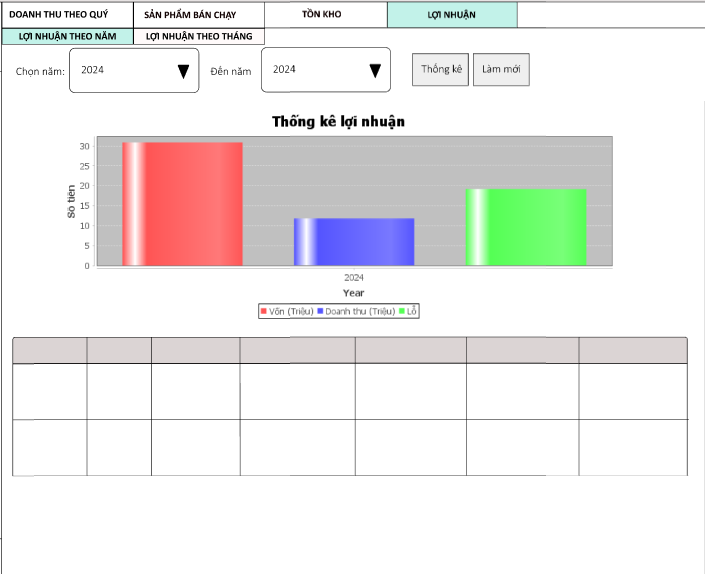 DOANH THU THEO QUÝ SẢN PHẨM BÁN CHẠY TỒN KHO LỢI NHUẬN
LỢI NHUẬN THEO NĂM LỢI NHUẬN THEO THÁNG
Chọn năm: 2024 Đến năm 2024 Thống kê Làm mới
Thống kê lợi nhuận
30
25
20
15
10
5
0
Số tiền
2024
Year
Vốn (Triệu) Doanh thu (Triệu) Lỗ